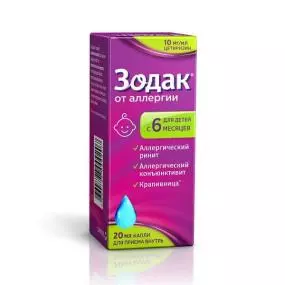 10 мг/мл
цетиризин
Зодак®
от аллергии
для детей
с 6 месяцев
✓ Аллергический
ринит
✓ Аллергический
конъюнктивит
✓ Крапивница
20 мл капли
для приема внутрь